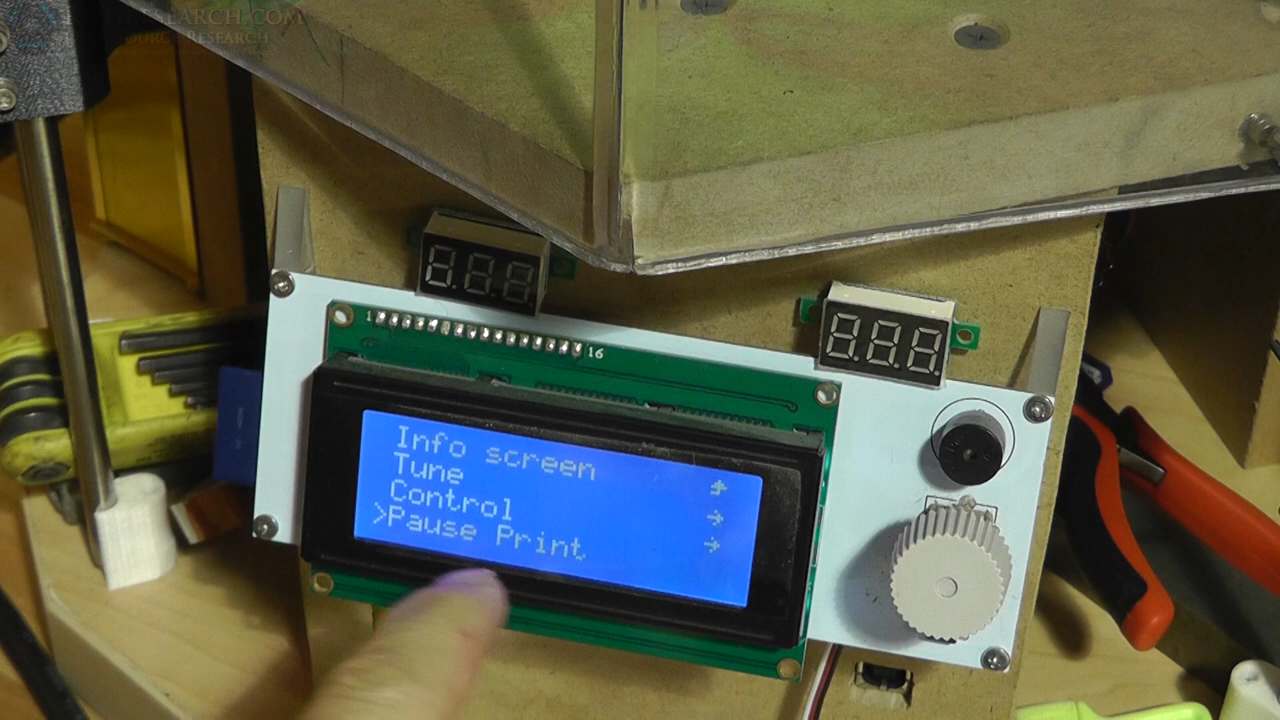 Info screen
Tune
Control
>Pause Print
1
16